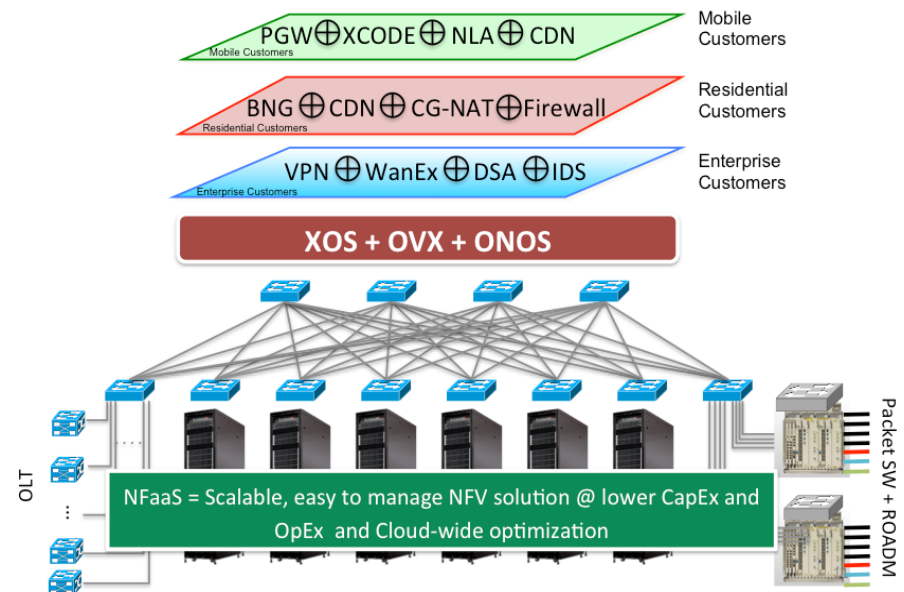 PGW⊕XCODE⊕ NLA⊕ CDN
Mobile Customers
Mobile
Customers
BNG⊕CDN⊕ CG-NAT⊕Firewall
Residential Customers
Residential
Customers
VPN⊕WanEx⊕DSA⊕IDS
Enterprise Customers
Enterprise
Customers
XOS + OVX + ONOS
OLT
Packet SW + ROADM
NFaaS = Scalable, easy to manage NFV solution @ lower CapEx and
OpEx and Cloud-wide optimization